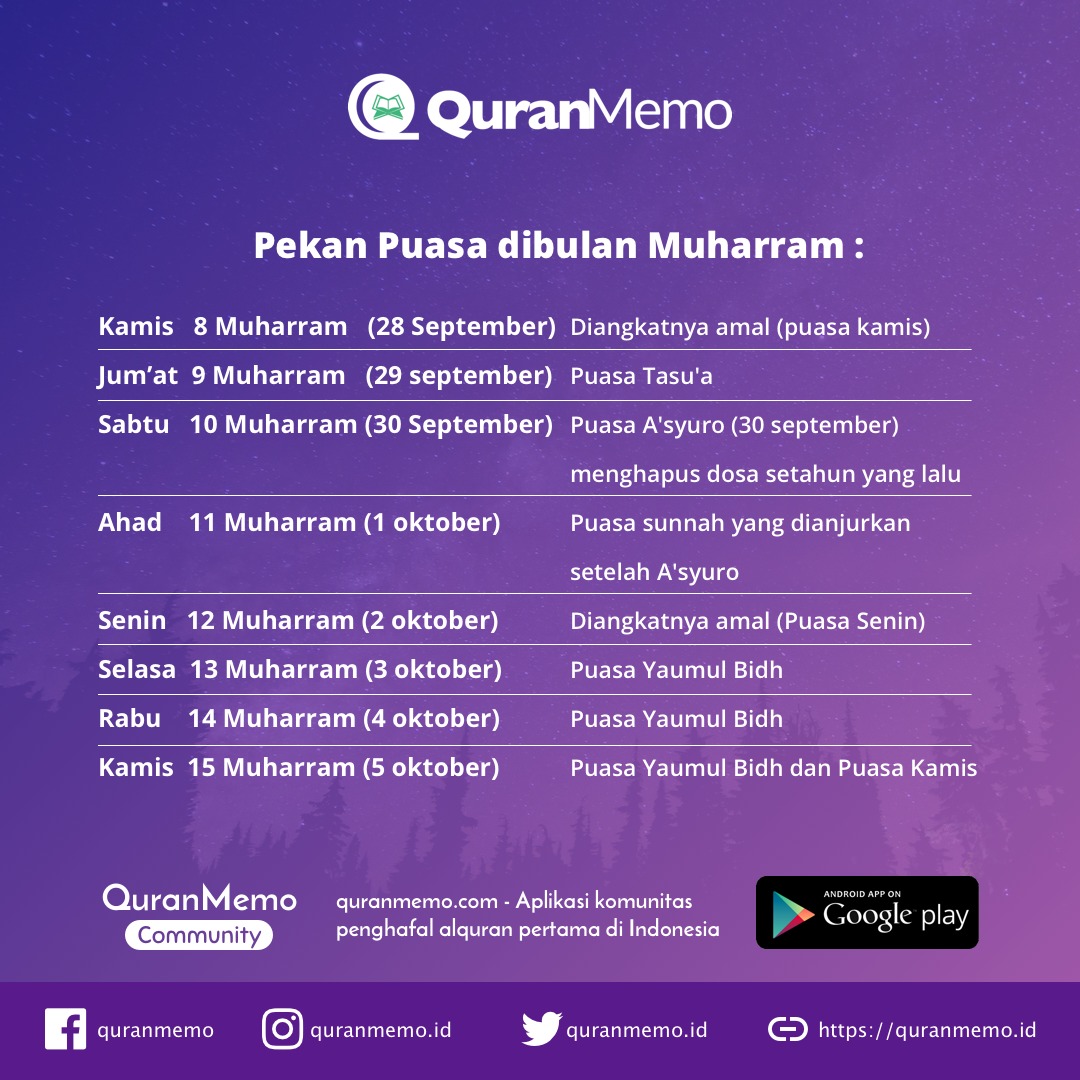 QuranMemo
Pekan Puasa dibulan Muharram :
Kamis 8 Muharram (28 September) Diangkatnya amal (puasa kamis)
Jum’at 9 Muharram (29 september) Puasa Tasu'a
Sabtu 10 Muharram (30 September) Puasa A'syuro (30 september)
menghapus dosa setahun yang lalu
Ahad 11 Muharram (1 oktober) Puasa sunnah yang dianjurkan
setelah A'syuro
Senin 12 Muharram (2 oktober) Diangkatnya amal (Puasa Senin)
Selasa 13 Muharram (3 oktober) Puasa Yaumul Bidh
Rabu 14 Muharram (4 oktober) Puasa Yaumul Bidh
Kamis 15 Muharram (5 oktober) Puasa Yaumul Bidh dan Puasa Kamis
QuranMemo
Community
quranmemo.com - Aplikasi komunitas
penghafal alquran pertama di Indonesia
ANDROID APP ON
Google play
quranmemo
quranmemo.id
quranmemo.id
https://quranmemo.id